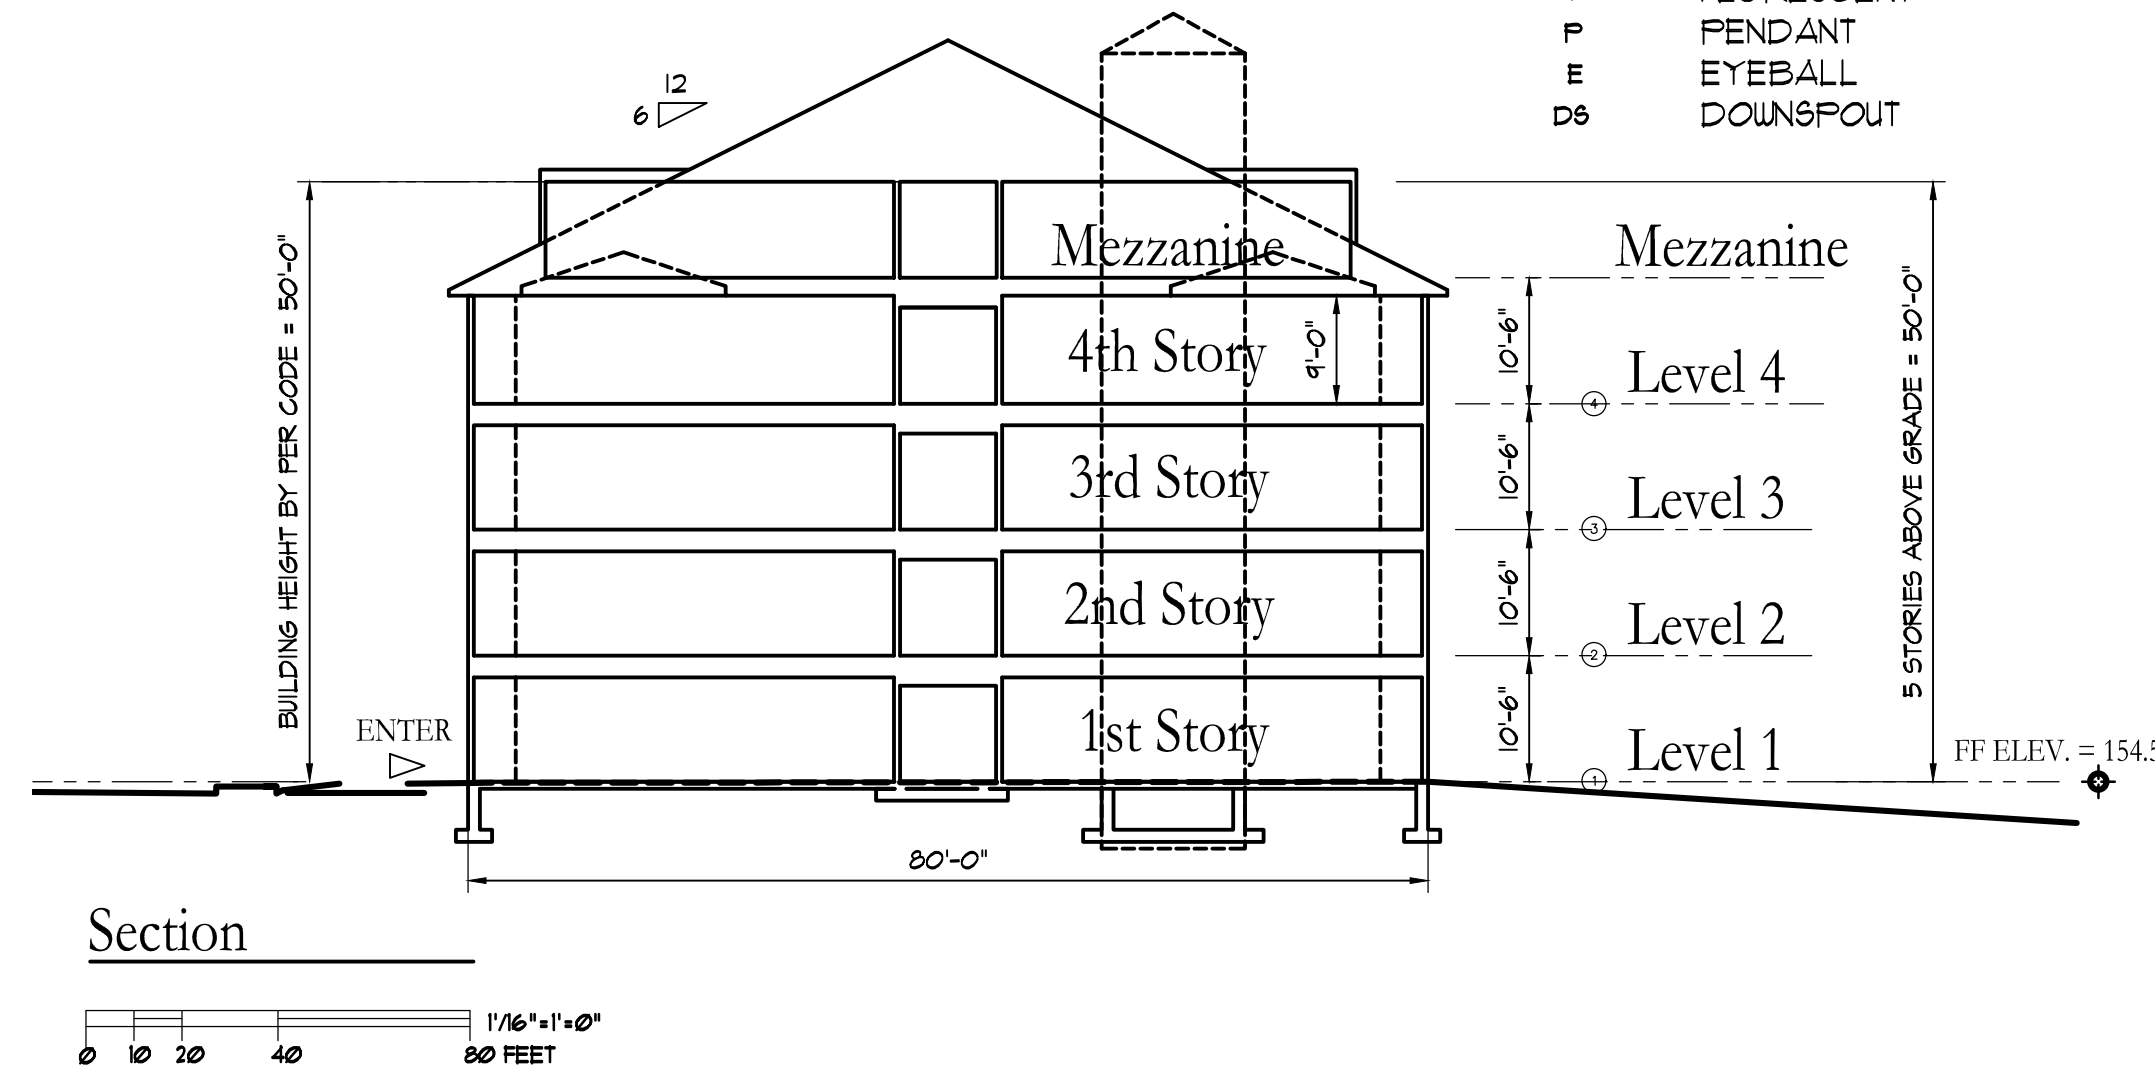 P PENDANT
E EYEBALL
DS DOWNSPOUT
12
6
BUILDING HEIGHT BY PER CODE = 50'-0"
Mezzanine
4th Story
9'-0"
3rd Story
2nd Story
1st Story
ENTER
Mezzanine
10'-6"
Level 4
4
10'-6"
Level 3
3
10'-6"
Level 2
2
10'-6"
Level 1
1
5 STORIES ABOVE GRADE = 50'-0"
FF ELEV. = 154.5
80'-0"
Section
1'/16"=1'=0"
0 10 20 40 80 FEET